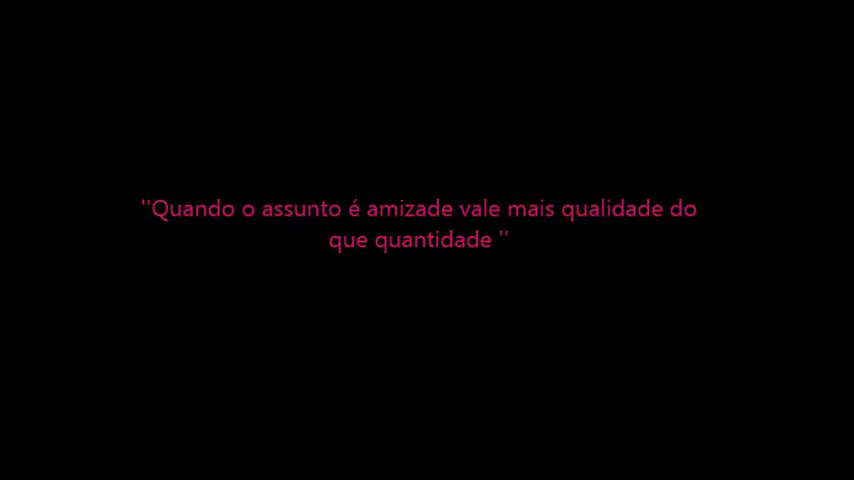 ''Quando o assunto é amizade vale mais qualidade do
que quantidade ''